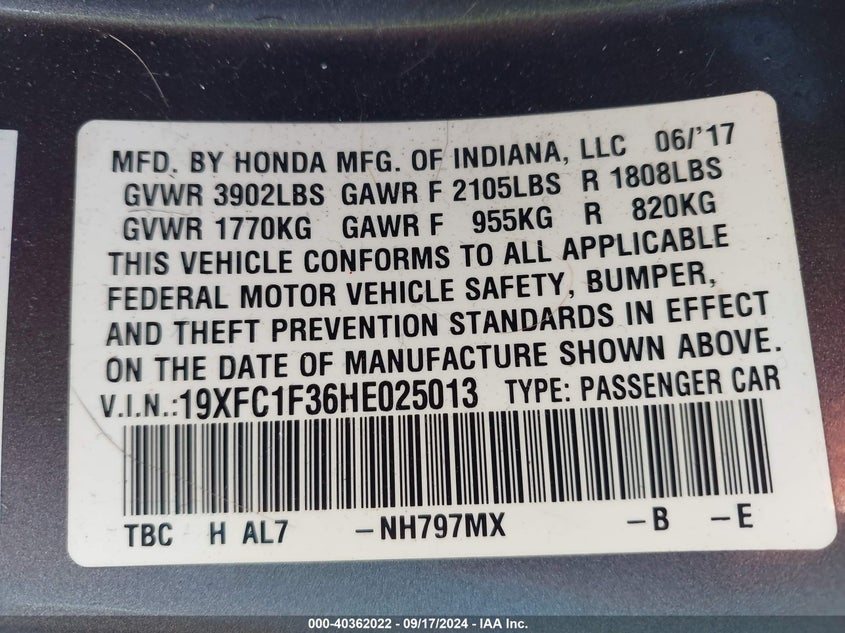 MFD. BY HONDA MFG. OF INDIANA, LLC 06/'17
GVWR 3902LBS GAWR F 2105LBS R 1808LBS
GVWR 1770KG GAWR F 955KG R 820KG
THIS VEHICLE CONFORMS TO ALL APPLICABLE
FEDERAL MOTOR VEHICLE SAFETY, BUMPER,
AND THEFT PREVENTION STANDARDS IN EFFECT
ON THE DATE OF MANUFACTURE SHOWN ABOVE.
V.I.N.:19XFC1F36HE025013 TYPE: PASSENGER CAR
TBC H AL7 -NH797MX -B -E
000-40362022 - 09/17/2024 - IAA Inc.